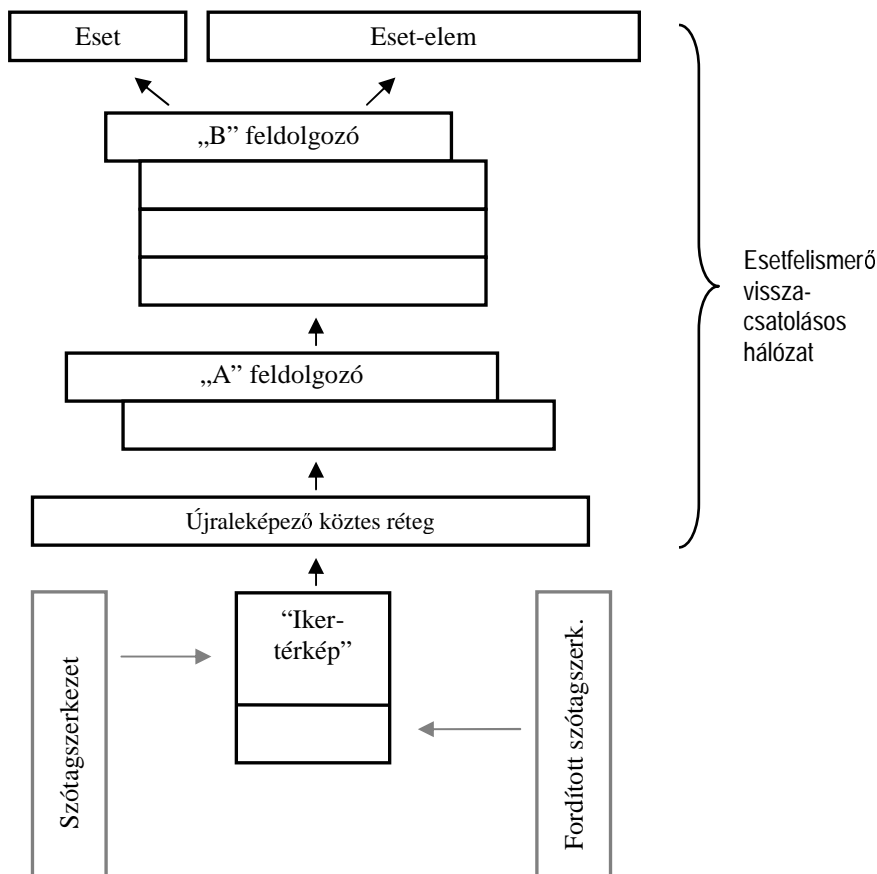 Eset
Eset-elem
„B” feldolgozó
„A” feldolgozó
Újraleképező köztes réteg
Esetfelismerő
vissza-
csatolásos
hálózat
Szótagszerkezet
“Iker-
térkép”
Fordított szótagszerk.